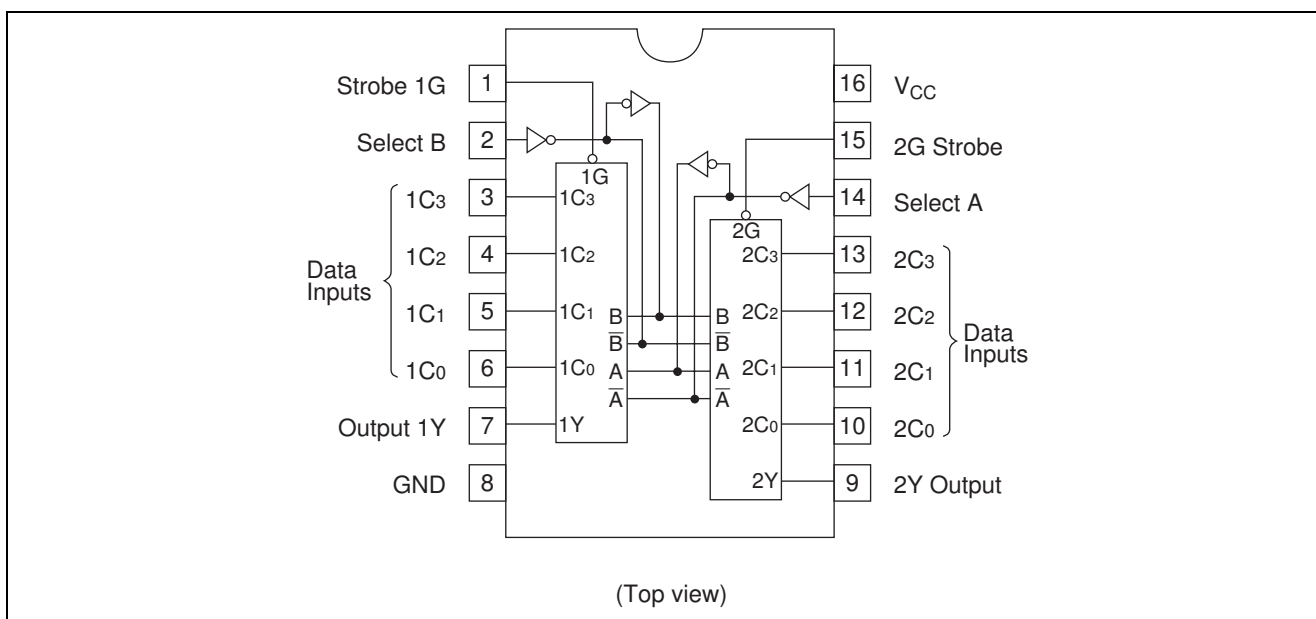 Strobe 1G 1
Select B 2
1C3 3
1C2 4
1C1 5
1C0 6
Data
Inputs
Output 1Y 7
GND 8
1G
1C3
1C2
1C1
1C0
1Y
B
B̅
A
A̅
2G
2C3
2C2
2C1
2C0
2Y
B
B̅
A
A̅
16 VCC
15 2G Strobe
14 Select A
13 2C3
12 2C2
11 2C1
10 2C0
Data
Inputs
9 2Y Output
(Top view)